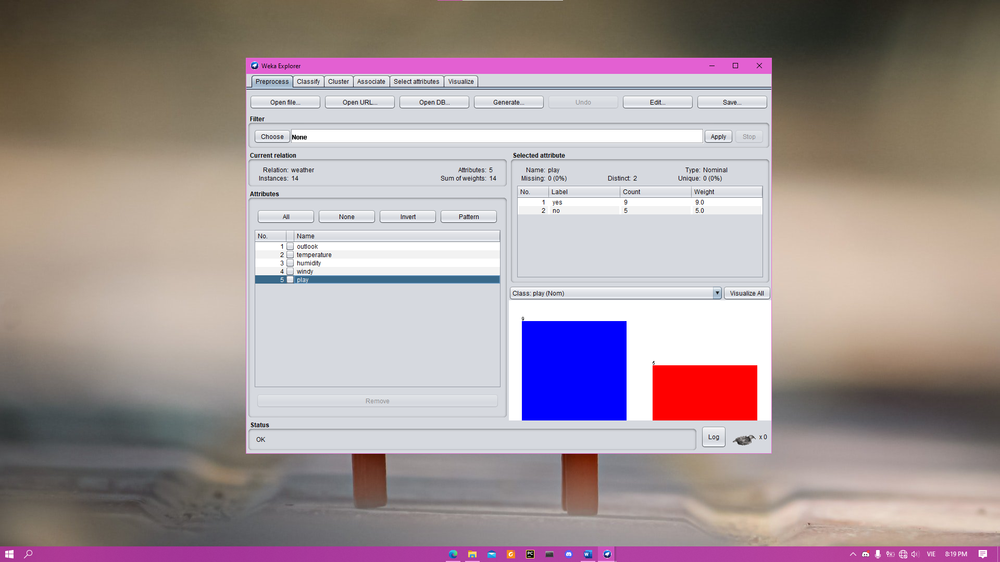 Weka Explorer
Preprocess Classify Cluster Associate Select attributes Visualize
Open file... Open URL... Open DB... Generate... Undo Edit... Save...
Filter
Choose None Apply Stop
Current relation
Relation: weather Attributes: 5
Instances: 14 Sum of weights: 14
Attributes
All None Invert Pattern
No. Name
1 outlook
2 temperature
3 humidity
4 windy
5 play
Remove
Selected attribute
Name: play Type: Nominal
Missing: 0 (0%) Distinct: 2 Unique: 0 (0%)
No. Label Count Weight
1 yes 9 9.0
2 no 5 5.0
Class: play (Nom) Visualize All
9
5
Status
OK
Log x 0
PC
W
VIE 8:19 PM